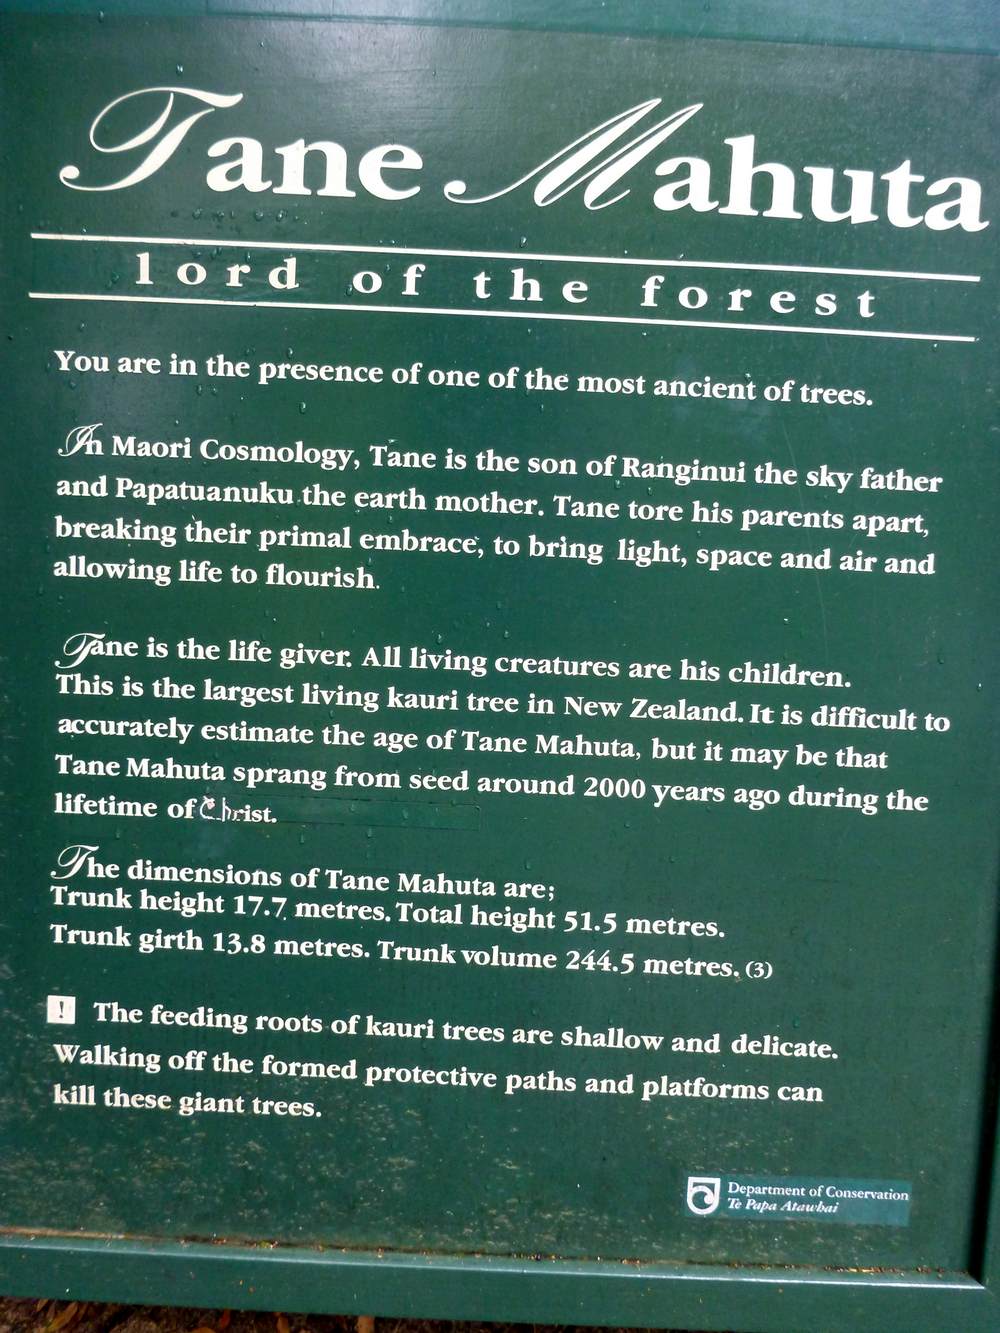 Tane Mahuta
lord of the forest
You are in the presence of one of the most ancient of trees.
In Maori Cosmology, Tane is the son of Ranginui the sky father
and Papatuanuku the earth mother. Tane tore his parents apart,
breaking their primal embrace, to bring light, space and air and
allowing life to flourish.
Tane is the life giver. All living creatures are his children.
This is the largest living kauri tree in New Zealand. It is difficult to
accurately estimate the age of Tane Mahuta, but it may be that
Tane Mahuta sprang from seed around 2000 years ago during the
lifetime of Christ.
The dimensions of Tane Mahuta are;
Trunk height 17.7 metres. Total height 51.5 metres.
Trunk girth 13.8 metres. Trunk volume 244.5 metres. (3)
! The feeding roots of kauri trees are shallow and delicate.
Walking off the formed protective paths and platforms can
kill these giant trees.
Department of Conservation
Te Papa Atawhai